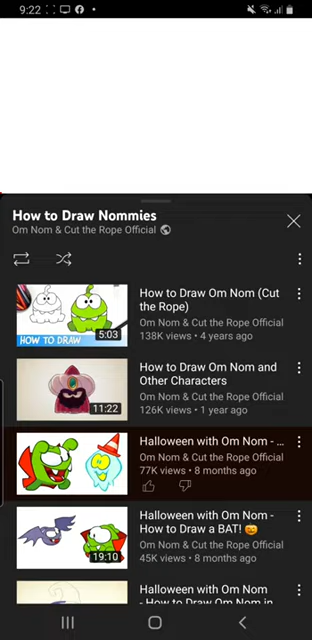 9:22
How to Draw Nommies
Om Nom & Cut the Rope Official
How to Draw Om Nom (Cut
the Rope)
Om Nom & Cut the Rope Official
138K views • 4 years ago
HOW TO DRAW
5:03
How to Draw Om Nom and
Other Characters
Om Nom & Cut the Rope Official
126K views • 1 year ago
11:22
Halloween with Om Nom - ...
Om Nom & Cut the Rope Official
77K views • 8 months ago
Halloween with Om Nom -
How to Draw a BAT! 🎃
Om Nom & Cut the Rope Official
45K views • 8 months ago
19:10
Halloween with Om Nom
- How to Draw Om Nom in